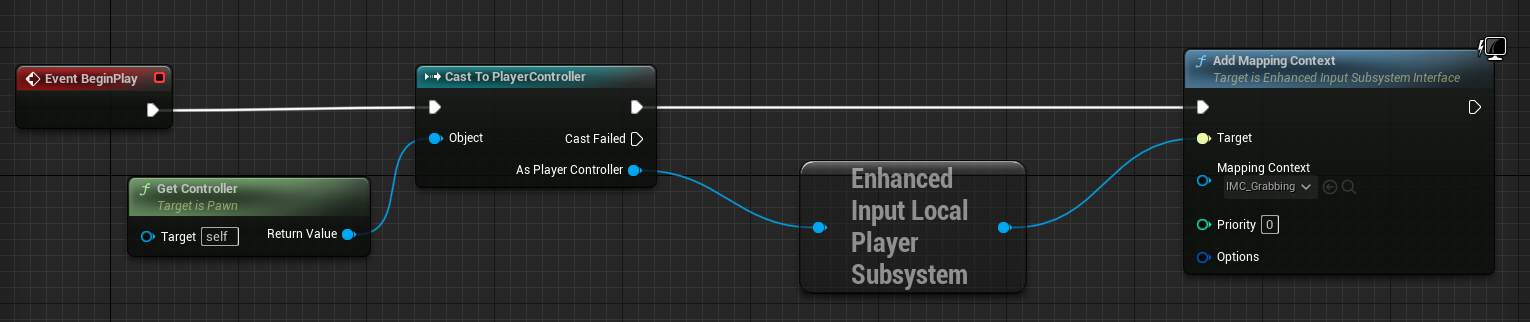 Event BeginPlay
Get Controller
Target is Pawn
Target self
Return Value
Cast To PlayerController
Object
Cast Failed
As Player Controller
Enhanced
Input Local
Player
Subsystem
Add Mapping Context
Target is Enhanced Input Subsystem Interface
Target
Mapping Context
IMC_Grabbing
Priority 0
Options